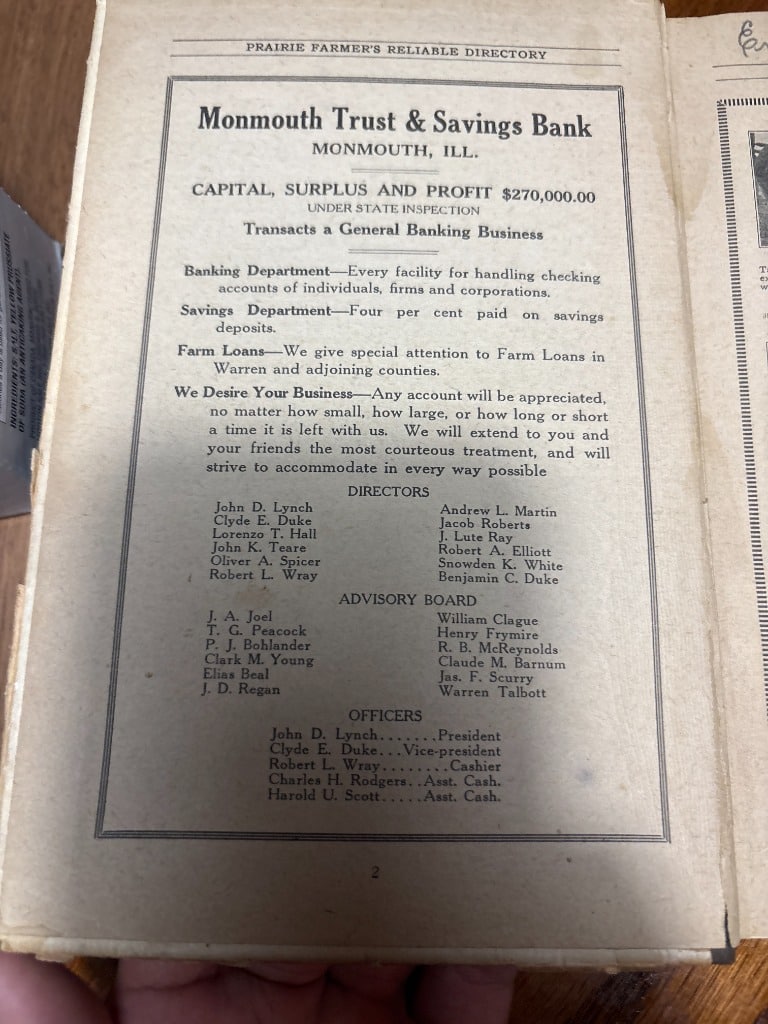 PRAIRIE FARMER'S RELIABLE DIRECTORY
Monmouth Trust & Savings Bank
MONMOUTH, ILL.
CAPITAL, SURPLUS AND PROFIT $270,000.00
UNDER STATE INSPECTION
Transacts a General Banking Business
Banking Department—Every facility for handling checking
accounts of individuals, firms and corporations.
Savings Department—Four per cent paid on savings
deposits.
Farm Loans—We give special attention to Farm Loans in
Warren and adjoining counties.
We Desire Your Business—Any account will be appreciated,
no matter how small, how large, or how long or short
a time it is left with us. We will extend to you and
your friends the most courteous treatment, and will
strive to accommodate in every way possible
DIRECTORS
John D. Lynch
Clyde E. Duke
Lorenzo T. Hall
John K. Teare
Oliver A. Spicer
Robert L. Wray
Andrew L. Martin
Jacob Roberts
J. Lute Ray
Robert A. Elliott
Snowden K. White
Benjamin C. Duke
ADVISORY BOARD
J. A. Joel
T. G. Peacock
P. J. Bohlander
Clark M. Young
Elias Beal
J. D. Regan
William Clague
Henry Frymire
R. B. McReynolds
Claude M. Barnum
Jas. F. Scurry
Warren Talbott
OFFICERS
John D. Lynch.......President
Clyde E. Duke...Vice-president
Robert L. Wray........Cashier
Charles H. Rodgers..Asst. Cash.
Harold U. Scott.....Asst. Cash.
2
INGREDIENTS: SALT, YELLOW PRUSSIATE
OF SODA (AN ANTICAKING AGENT).